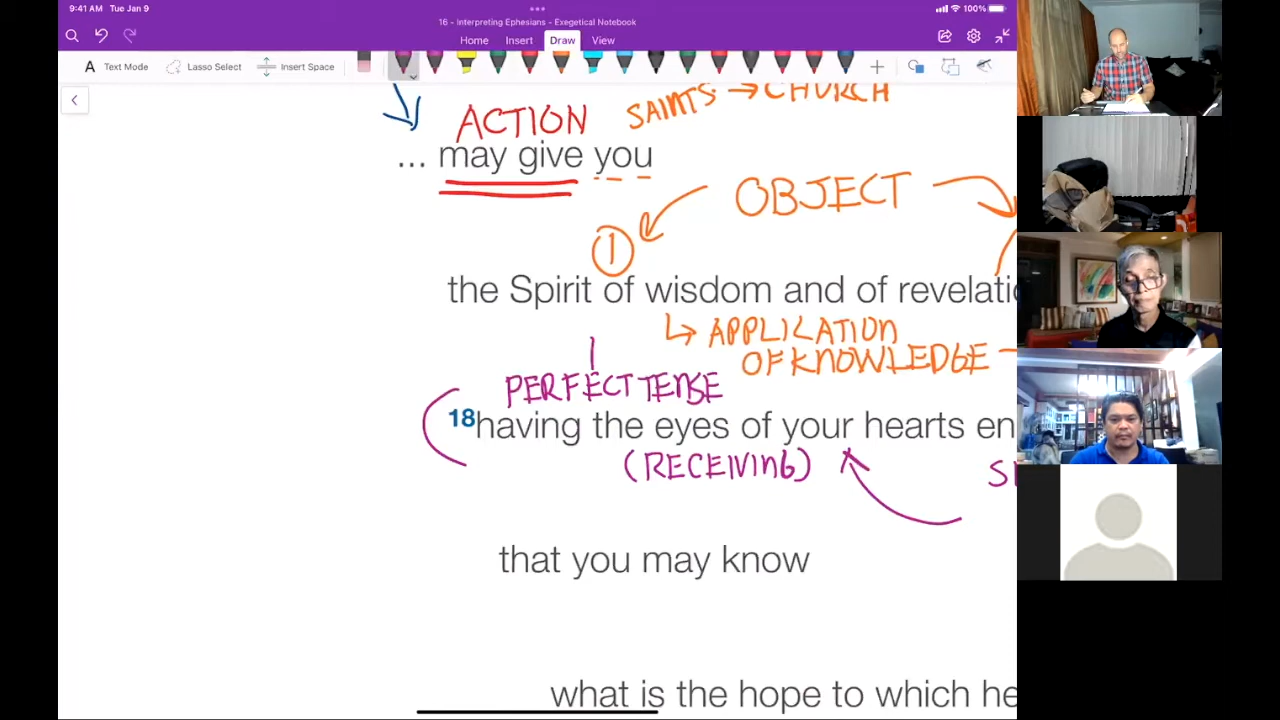 9:41 AM Tue Jan 9
100%
16 - Interpreting Ephesians - Exegetical Notebook
Home Insert Draw View
A Text Mode Lasso Select Insert Space
SAINTS → CHURCH
ACTION
... may give you
OBJECT
1
the Spirit of wisdom and of revelati
↳ APPLICATION
OF KNOWLEDGE
PERFECT TENSE
18having the eyes of your hearts en
(RECEIVING)
that you may know
what is the hope to which he